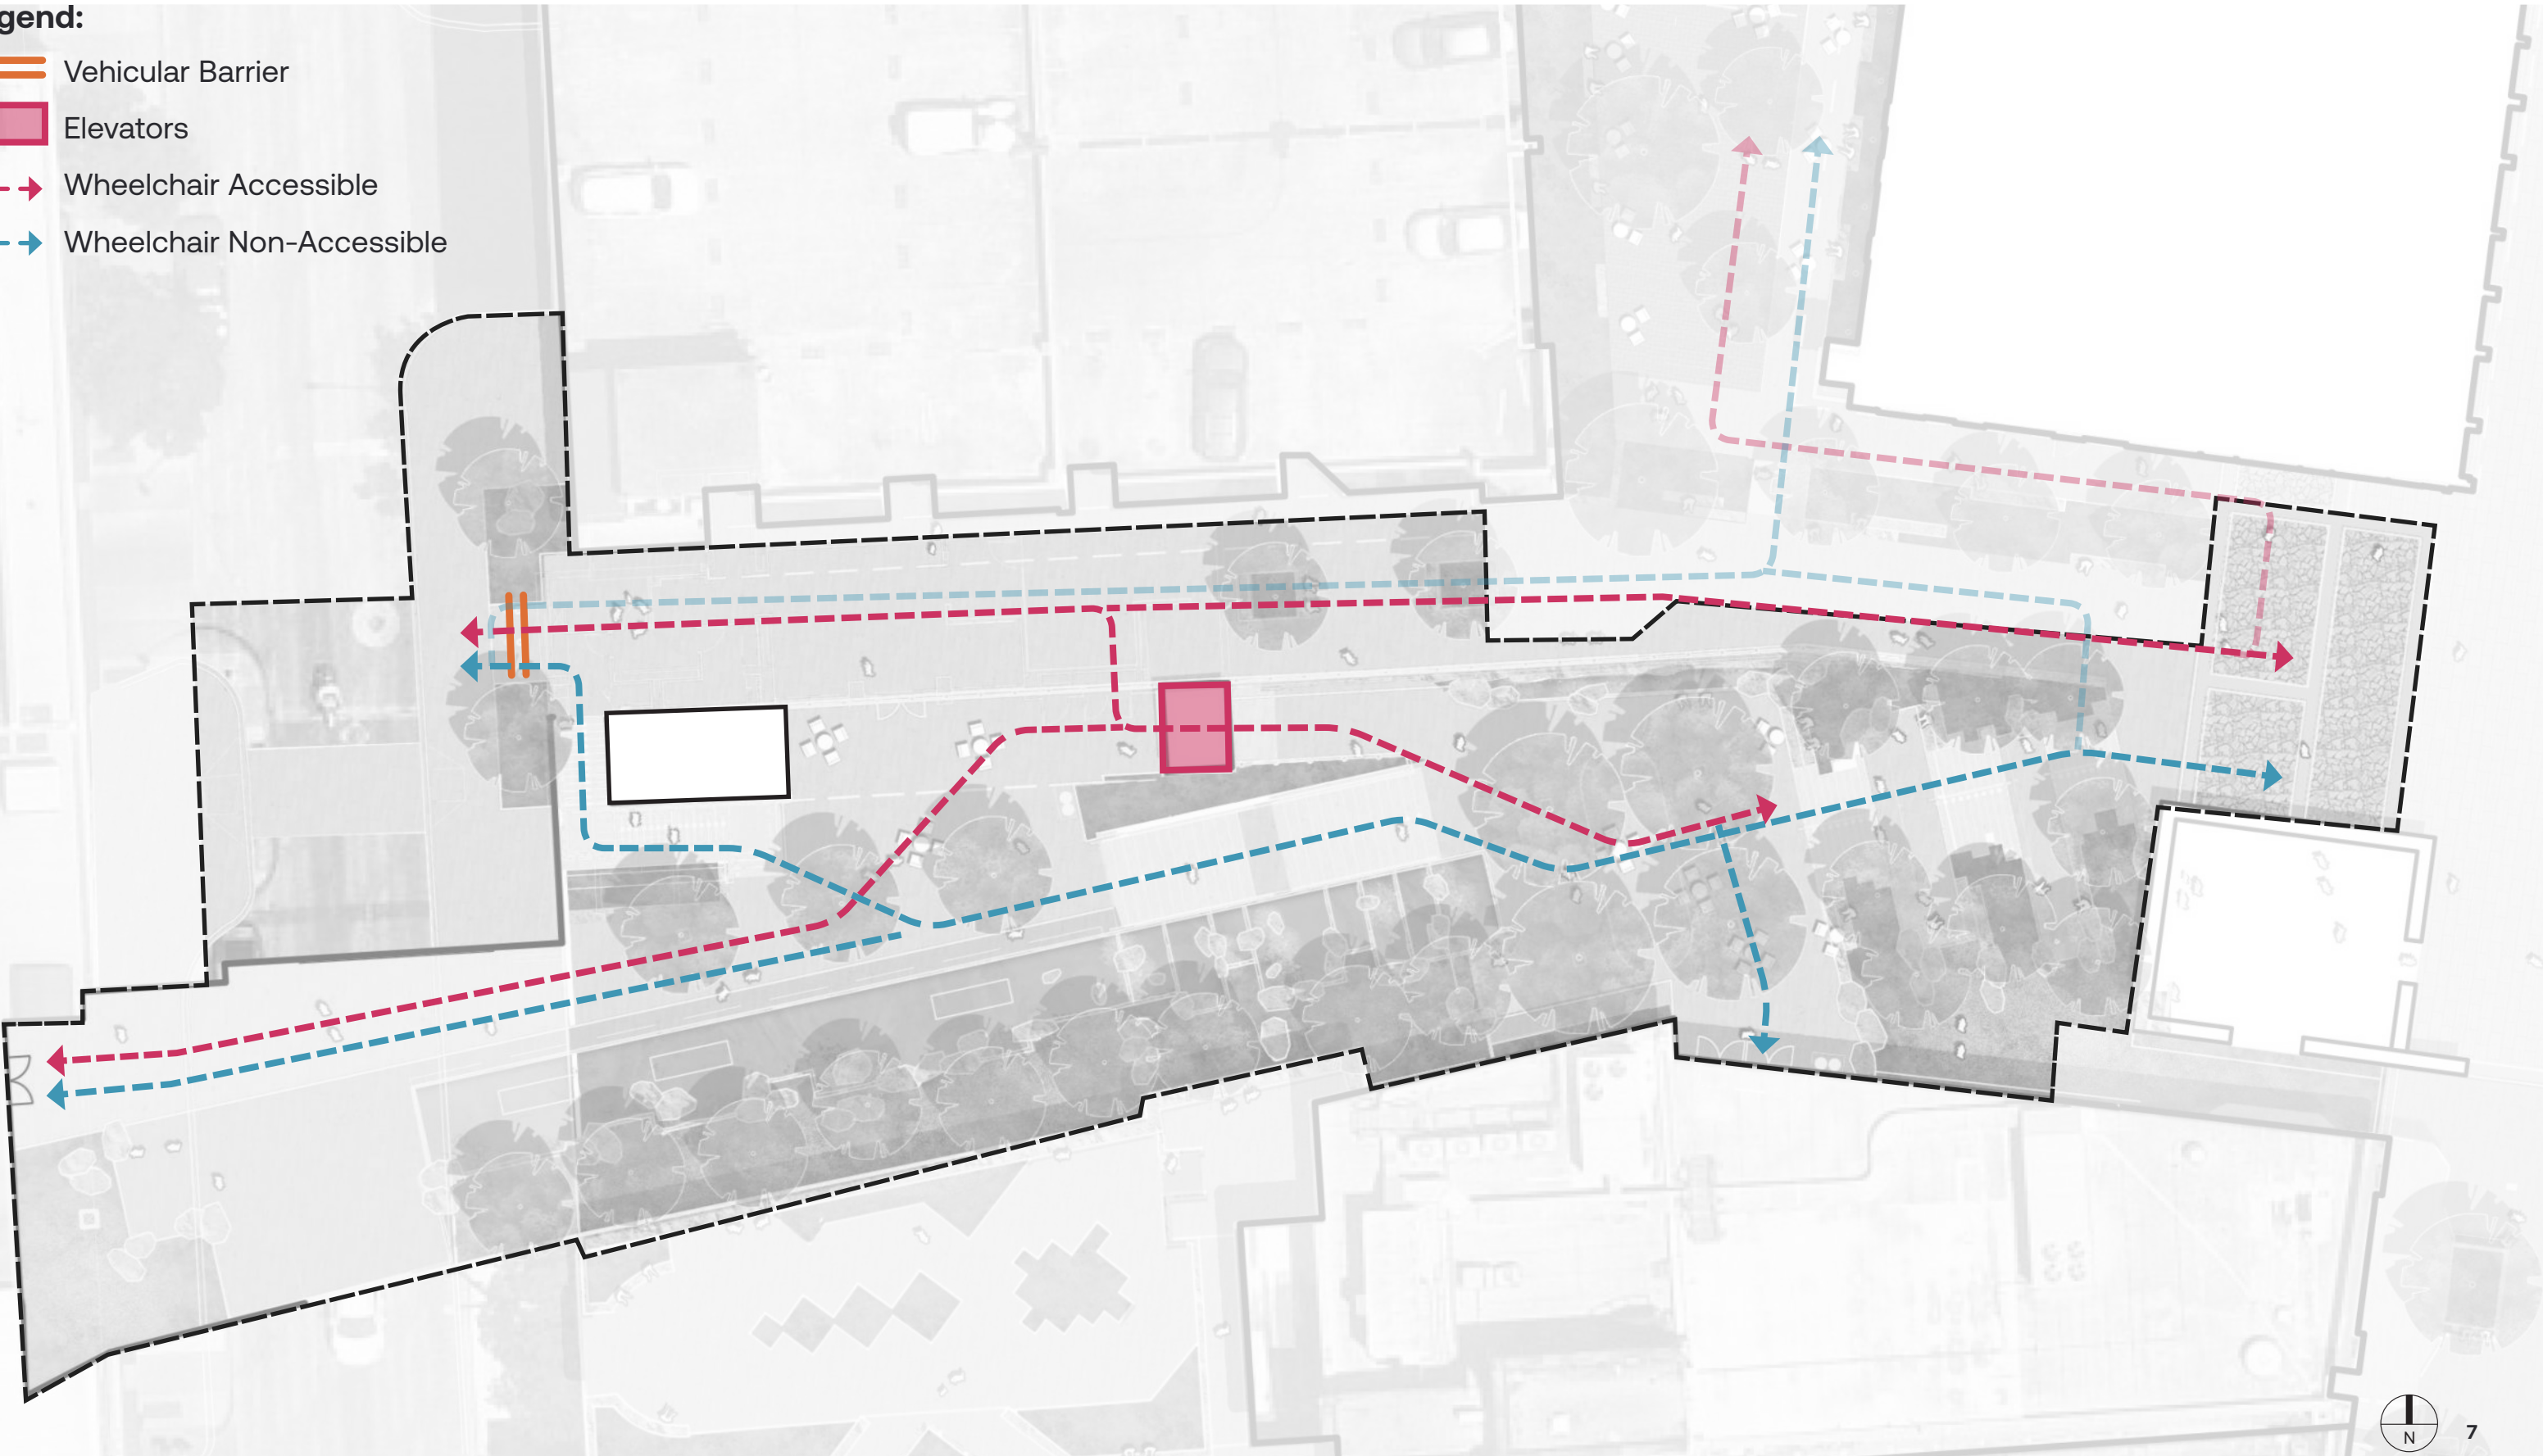 gend:
Vehicular Barrier
Elevators
Wheelchair Accessible
Wheelchair Non-Accessible
N
7